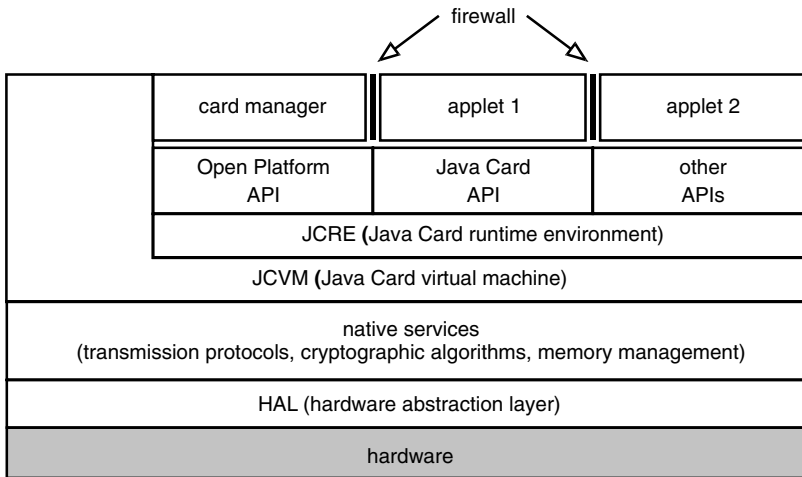 firewall
card manager
applet 1
applet 2
Open Platform
API
Java Card
API
other
APIs
JCRE (Java Card runtime environment)
JCVM (Java Card virtual machine)
native services
(transmission protocols, cryptographic algorithms, memory management)
HAL (hardware abstraction layer)
hardware